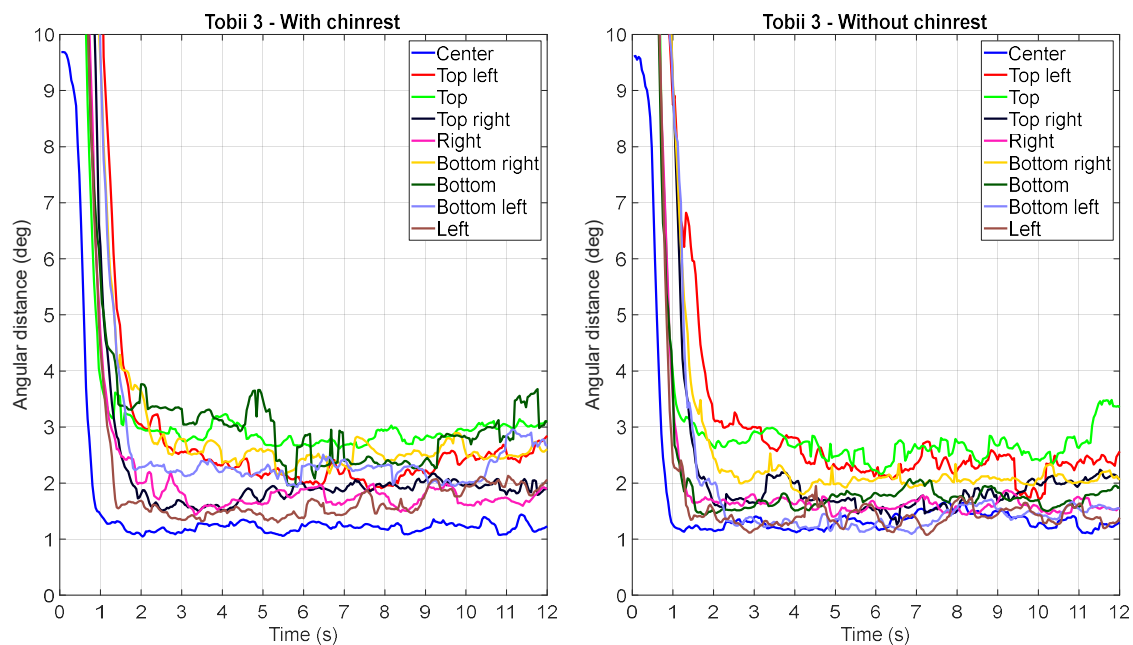 Tobii 3 - With chinrest
Angular distance (deg)
10
9
8
7
6
5
4
3
2
1
0
0 1 2 3 4 5 6 7 8 9 10 11 12
Time (s)
Center
Top left
Top
Top right
Right
Bottom right
Bottom
Bottom left
Left
Tobii 3 - Without chinrest
Angular distance (deg)
10
9
8
7
6
5
4
3
2
1
0
0 1 2 3 4 5 6 7 8 9 10 11 12
Time (s)
Center
Top left
Top
Top right
Right
Bottom right
Bottom
Bottom left
Left